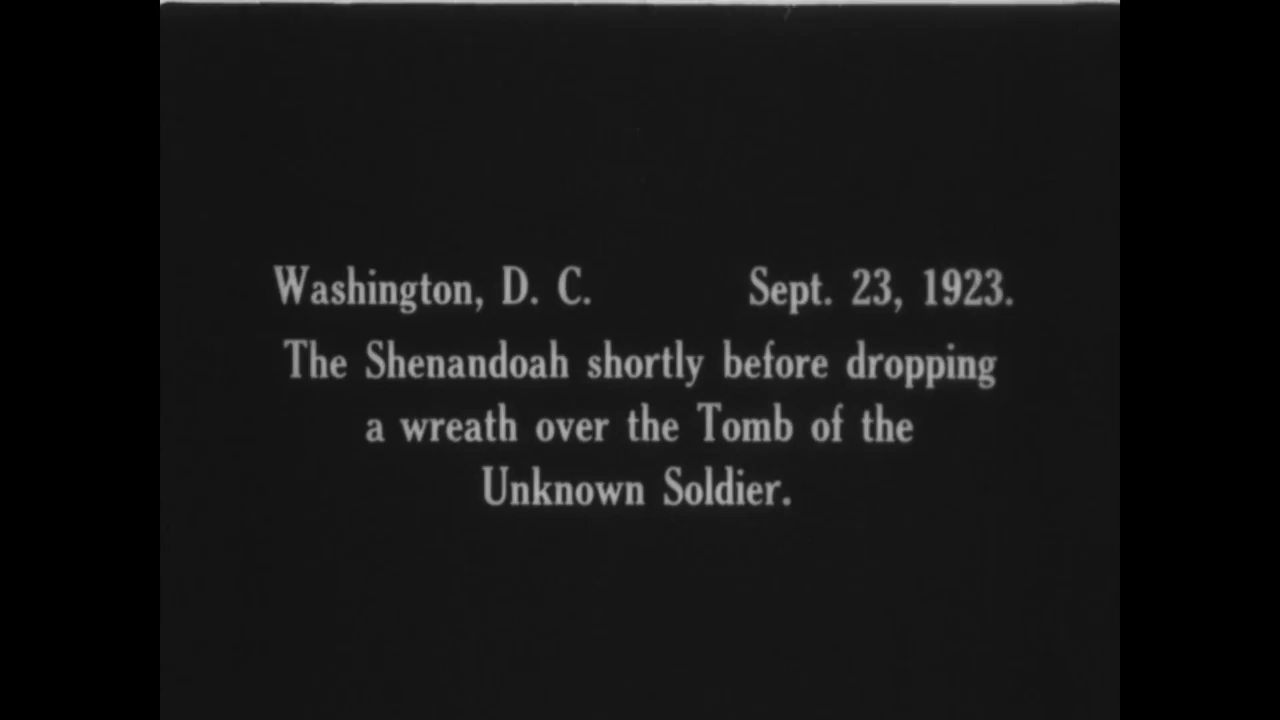 Washington, D. C. Sept. 23, 1923.
The Shenandoah shortly before dropping
a wreath over the Tomb of the
Unknown Soldier.